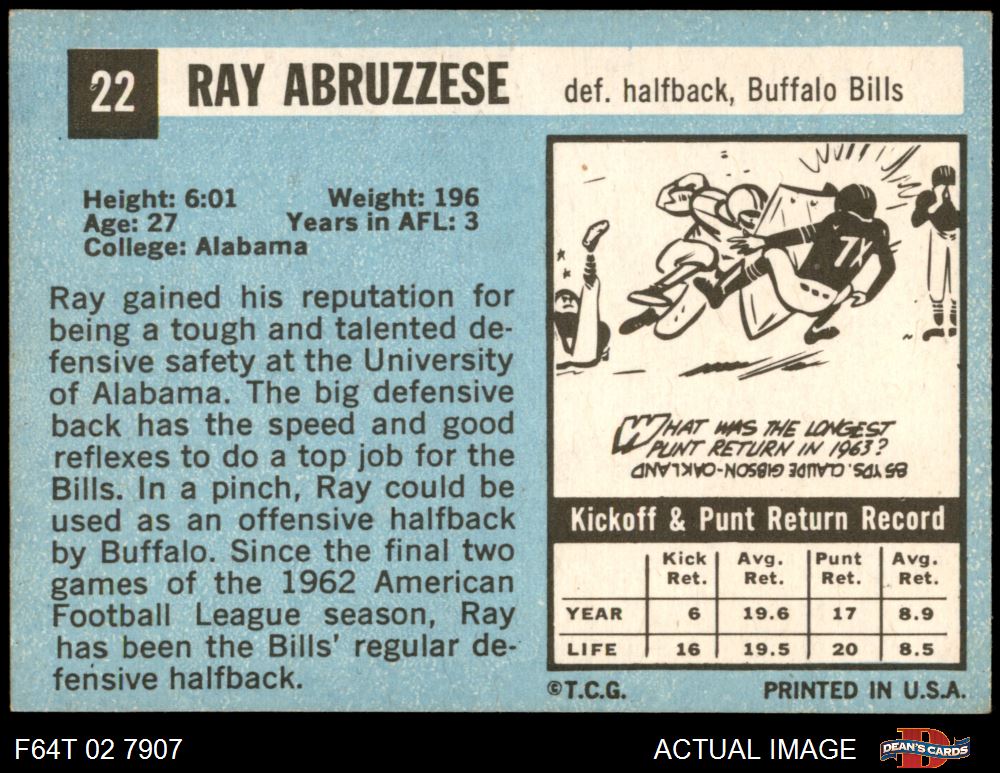 22 RAY ABRUZZESE def. halfback, Buffalo Bills
Height: 6:01 Weight: 196
Age: 27 Years in AFL: 3
College: Alabama
Ray gained his reputation for
being a tough and talented de-
fensive safety at the University
of Alabama. The big defensive
back has the speed and good
reflexes to do a top job for the
Bills. In a pinch, Ray could be
used as an offensive halfback
by Buffalo. Since the final two
games of the 1962 American
Football League season, Ray
has been the Bills' regular de-
fensive halfback.
WHAT WAS THE LONGEST
PUNT RETURN IN 1963?
85 YDS. CLAUDE GIBSON-OAKLAND
Kickoff & Punt Return Record
Kick Avg. Punt Avg.
Ret. Ret. Ret. Ret.
YEAR 6 19.6 17 8.9
LIFE 16 19.5 20 8.5
©T.C.G. PRINTED IN U.S.A.
F64T 02 7907 ACTUAL IMAGE DEAN'S CARDS